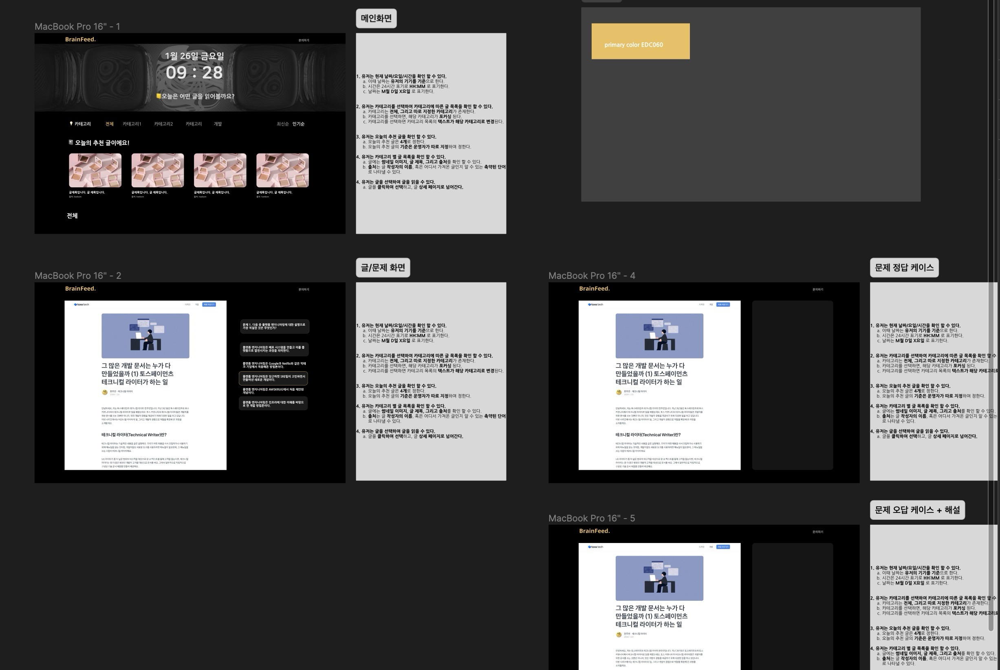 메인화면
MacBook Pro 16" - 1
BrainFeed.
문의하기
1월 26일 금요일
09 : 28
오늘은 어떤 글을 읽어볼까요?
카테고리 전체 카테고리1 카테고리2 카테고리 개발 최신순 인기순
오늘의 추천 글이에요!
글제목입니다. 글 제목입니다.
출처: haebom
글제목입니다. 글 제목입니다.
출처: haebom
글제목입니다. 글 제목입니다.
출처: haebom
글제목입니다. 글 제목입니다.
출처: haebom
전체
1. 유저는 현재 날짜/요일/시간을 확인 할 수 있다.
a. 이때 날짜는 유저의 기기를 기준으로 한다.
b. 시간은 24시간 표기로 HH:MM 로 표기한다.
c. 날짜는 M월 D일 X요일 로 표기한다.
2. 유저는 카테고리를 선택하여 카테고리에 따른 글 목록을 확인 할 수 있다.
a. 카테고리는 전체, 그리고 따로 지정한 카테고리가 존재한다.
b. 카테고리를 선택하면, 해당 카테고리가 포커싱 된다.
c. 카테고리를 선택하면 카테고리 목록의 텍스트가 해당 카테고리로 변경된다.
3. 유저는 오늘의 추천 글을 확인 할 수 있다.
a. 오늘의 추천 글은 4개로 정한다.
b. 오늘의 추천 글의 기준은 운영자가 따로 지정하여 정한다.
4. 유저는 카테고리 별 글 목록을 확인 할 수 있다.
a. 글에는 썸네일 이미지, 글 제목, 그리고 출처를 확인 할 수 있다.
b. 출처는 글 작성자의 이름, 혹은 어디서 가져온 글인지 알 수 있는 축약된 단어
로 나타낼 수 있다.
4. 유저는 글을 선택하여 글을 읽을 수 있다.
a. 글을 클릭하여 선택하고, 글 상세 페이지로 넘어간다.
primary color EDC060
글/문제 화면
MacBook Pro 16" - 2
BrainFeed.
문의하기
toss tech
디자인 개발
그 많은 개발 문서는 누가 다
만들었을까 (1) 토스페이먼츠
테크니컬 라이터가 하는 일
한주연 · 테크니컬 라이터
테크니컬 라이터(Technical Writer)란?
문제 1. 다음 중 플랫폼 엔지니어링에 대한 설명으로
가장 적절한 것은 무엇인가?
플랫폼 엔지니어링은 배포 시스템을 만들고 이를 플
랫폼으로 발전시키는 과정을 의미한다.
플랫폼 엔지니어링은 Google과 Netflix와 같은 빅테
크 기업에서 적용해온 방법론이다.
플랫폼 엔지니어링은 당근마켓 SRE팀이 고민하면서
만들어낸 새로운 개념이다.
플랫폼 엔지니어링은 AWSKRUG에서 처음 제안된
개념이다.
플랫폼 엔지니어링은 인프라에 대한 이해를 바탕으
로 한 개발 방법론이다.
1. 유저는 현재 날짜/요일/시간을 확인 할 수 있다.
a. 이때 날짜는 유저의 기기를 기준으로 한다.
b. 시간은 24시간 표기로 HH:MM 로 표기한다.
c. 날짜는 M월 D일 X요일 로 표기한다.
2. 유저는 카테고리를 선택하여 카테고리에 따른 글 목록을 확인 할 수 있다.
a. 카테고리는 전체, 그리고 따로 지정한 카테고리가 존재한다.
b. 카테고리를 선택하면, 해당 카테고리가 포커싱 된다.
c. 카테고리를 선택하면 카테고리 목록의 텍스트가 해당 카테고리로 변경된다.
3. 유저는 오늘의 추천 글을 확인 할 수 있다.
a. 오늘의 추천 글은 4개로 정한다.
b. 오늘의 추천 글의 기준은 운영자가 따로 지정하여 정한다.
4. 유저는 카테고리 별 글 목록을 확인 할 수 있다.
a. 글에는 썸네일 이미지, 글 제목, 그리고 출처를 확인 할 수 있다.
b. 출처는 글 작성자의 이름, 혹은 어디서 가져온 글인지 알 수 있는 축약된 단어
로 나타낼 수 있다.
4. 유저는 글을 선택하여 글을 읽을 수 있다.
a. 글을 클릭하여 선택하고, 글 상세 페이지로 넘어간다.
문제 정답 케이스
MacBook Pro 16" - 4
BrainFeed.
문의하기
toss tech
디자인 개발
그 많은 개발 문서는 누가 다
만들었을까 (1) 토스페이먼츠
테크니컬 라이터가 하는 일
한주연 · 테크니컬 라이터
테크니컬 라이터(Technical Writer)란?
1. 유저는 현재 날짜/요일/시간을 확인 할 수 있다.
a. 이때 날짜는 유저의 기기를 기준으로 한다.
b. 시간은 24시간 표기로 HH:MM 로 표기한다.
c. 날짜는 M월 D일 X요일 로 표기한다.
2. 유저는 카테고리를 선택하여 카테고리에 따른 글 목록을 확인 할 수
a. 카테고리는 전체, 그리고 따로 지정한 카테고리가 존재한다.
b. 카테고리를 선택하면, 해당 카테고리가 포커싱 된다.
c. 카테고리를 선택하면 카테고리 목록의 텍스트가 해당 카테고리로
3. 유저는 오늘의 추천 글을 확인 할 수 있다.
a. 오늘의 추천 글은 4개로 정한다.
b. 오늘의 추천 글의 기준은 운영자가 따로 지정하여 정한다.
4. 유저는 카테고리 별 글 목록을 확인 할 수 있다.
a. 글에는 썸네일 이미지, 글 제목, 그리고 출처를 확인 할 수 있다.
b. 출처는 글 작성자의 이름, 혹은 어디서 가져온 글인지 알 수 있는
로 나타낼 수 있다.
4. 유저는 글을 선택하여 글을 읽을 수 있다.
a. 글을 클릭하여 선택하고, 글 상세 페이지로 넘어간다.
문제 오답 케이스 + 해설
MacBook Pro 16" - 5
BrainFeed.
문의하기
toss tech
디자인 개발
그 많은 개발 문서는 누가 다
만들었을까 (1) 토스페이먼츠
테크니컬 라이터가 하는 일
한주연 · 테크니컬 라이터
1. 유저는 현재 날짜/요일/시간을 확인 할 수 있다.
a. 이때 날짜는 유저의 기기를 기준으로 한다.
b. 시간은 24시간 표기로 HH:MM 로 표기한다.
c. 날짜는 M월 D일 X요일 로 표기한다.
2. 유저는 카테고리를 선택하여 카테고리에 따른 글 목록을 확인 할 수
a. 카테고리는 전체, 그리고 따로 지정한 카테고리가 존재한다.
b. 카테고리를 선택하면, 해당 카테고리가 포커싱 된다.
c. 카테고리를 선택하면 카테고리 목록의 텍스트가 해당 카테고리로
3. 유저는 오늘의 추천 글을 확인 할 수 있다.
a. 오늘의 추천 글은 4개로 정한다.
b. 오늘의 추천 글의 기준은 운영자가 따로 지정하여 정한다.
4. 유저는 카테고리 별 글 목록을 확인 할 수 있다.
a. 글에는 썸네일 이미지, 글 제목, 그리고 출처를 확인 할 수 있다.
b. 출처는 글 작성자의 이름, 혹은 어디서 가져온 글인지 알 수 있는
로 나타낼 수 있다.